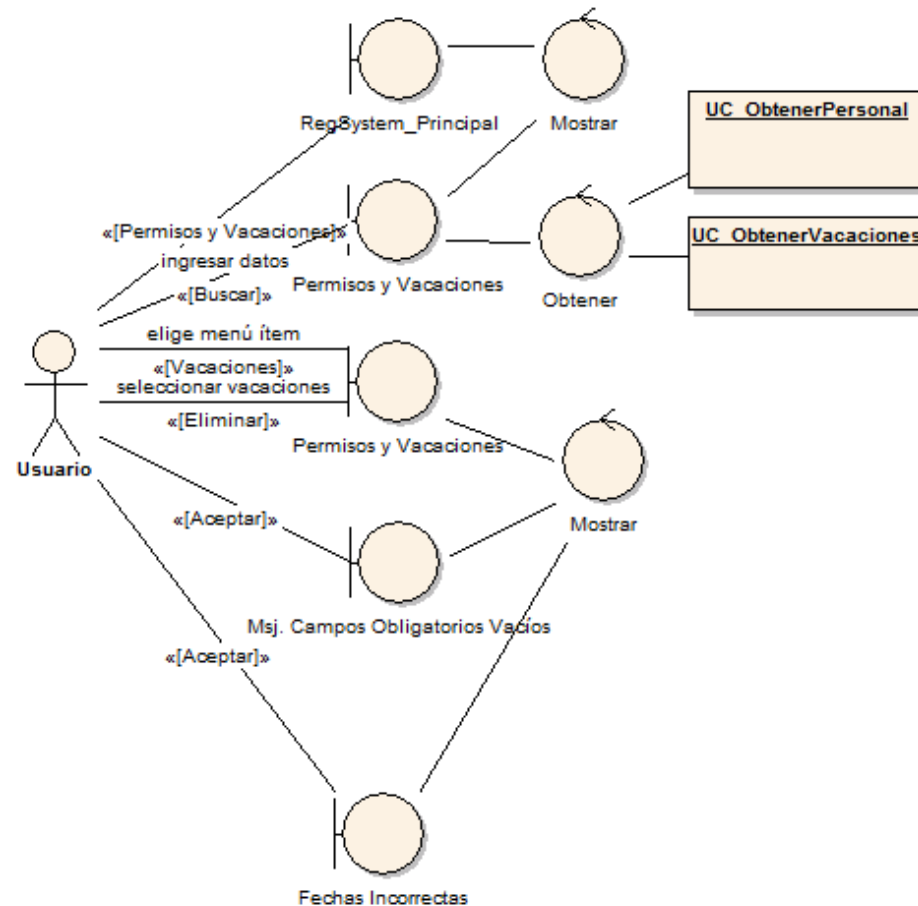 RegSystem_Principal
Mostrar
UC_ObtenerPersonal
«[Permisos y Vacaciones]»
ingresar datos
«[Buscar]»
Permisos y Vacaciones
Obtener
UC_ObtenerVacaciones
elige menú ítem
«[Vacaciones]»
seleccionar vacaciones
«[Eliminar]»
Permisos y Vacaciones
Usuario
Mostrar
«[Aceptar]»
Msj. Campos Obligatorios Vacíos
«[Aceptar]»
Fechas Incorrectas